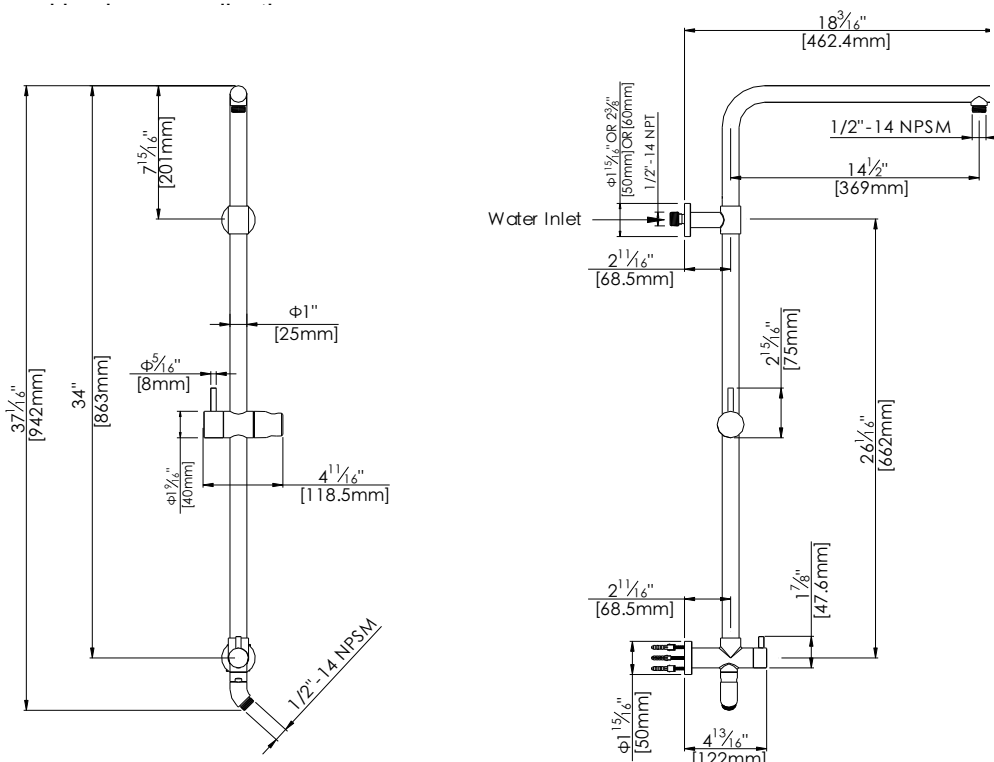 18 3/16"
[462.4mm]
7 15/16"
[201mm]
Φ1 15/16" OR 2 3/8"
[50mm] OR [60mm]
1/2"-14 NPT
1/2"-14 NPSM
14 1/2"
[369mm]
Water Inlet
2 11/16"
[68.5mm]
Φ1"
[25mm]
2 15/16"
[75mm]
Φ5/16"
[8mm]
37 1/16"
[942mm]
34"
[863mm]
26 1/16"
[662mm]
Φ1 9/16"
[40mm]
4 11/16"
[118.5mm]
2 11/16"
[68.5mm]
1 7/8"
[47.6mm]
1/2"-14 NPSM
Φ1 15/16"
[50mm]
4 13/16"
[122mm]